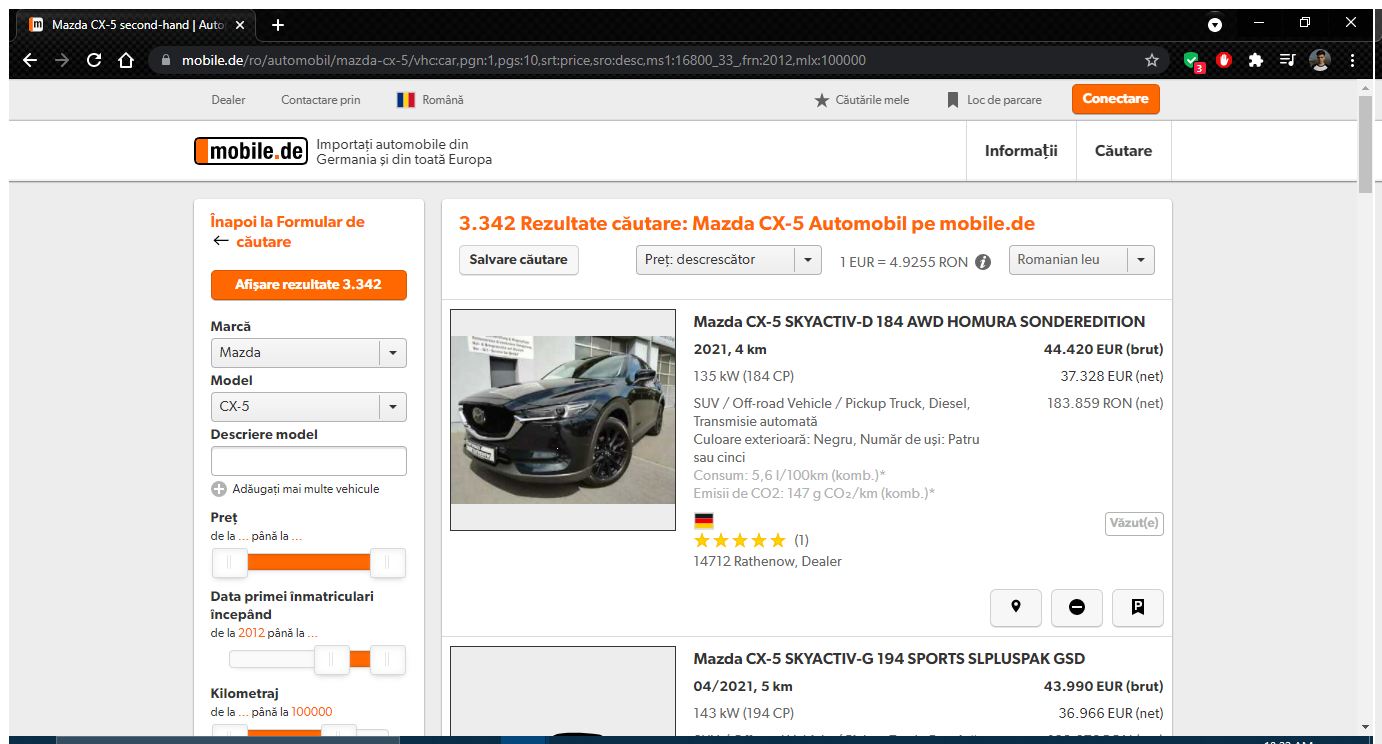 Mazda CX-5 second-hand | Auto
mobile.de/ro/automobil/mazda-cx-5/vhc:car,pgn:1,pgs:10,srt:price,sro:desc,ms1:16800_33_,frn:2012,mlx:100000
3
Dealer
Contactare prin
Română
Căutările mele
Loc de parcare
Conectare
mobile.de
Importați automobile din
Germania și din toată Europa
Informații
Căutare
Înapoi la Formular de
căutare
Afișare rezultate 3.342
Marcă
Mazda
Model
CX-5
Descriere model
Adăugați mai multe vehicule
Preț
de la ... până la ...
Data primei înmatriculari
începând
de la 2012 până la ...
Kilometraj
de la ... până la 100000
3.342 Rezultate căutare: Mazda CX-5 Automobil pe mobile.de
Salvare căutare
Preț: descrescător
1 EUR = 4.9255 RON
Romanian leu
Mazda CX-5 SKYACTIV-D 184 AWD HOMURA SONDEREDITION
2021, 4 km
44.420 EUR (brut)
135 kW (184 CP)
37.328 EUR (net)
SUV / Off-road Vehicle / Pickup Truck, Diesel,
183.859 RON (net)
Transmisie automată
Culoare exterioară: Negru, Număr de uși: Patru
sau cinci
Consum: 5,6 l/100km (komb.)*
Emisii de CO2: 147 g CO₂/km (komb.)*
Văzut(e)
(1)
14712 Rathenow, Dealer
P
Mazda CX-5 SKYACTIV-G 194 SPORTS SLPLUSPAK GSD
04/2021, 5 km
43.990 EUR (brut)
143 kW (194 CP)
36.966 EUR (net)